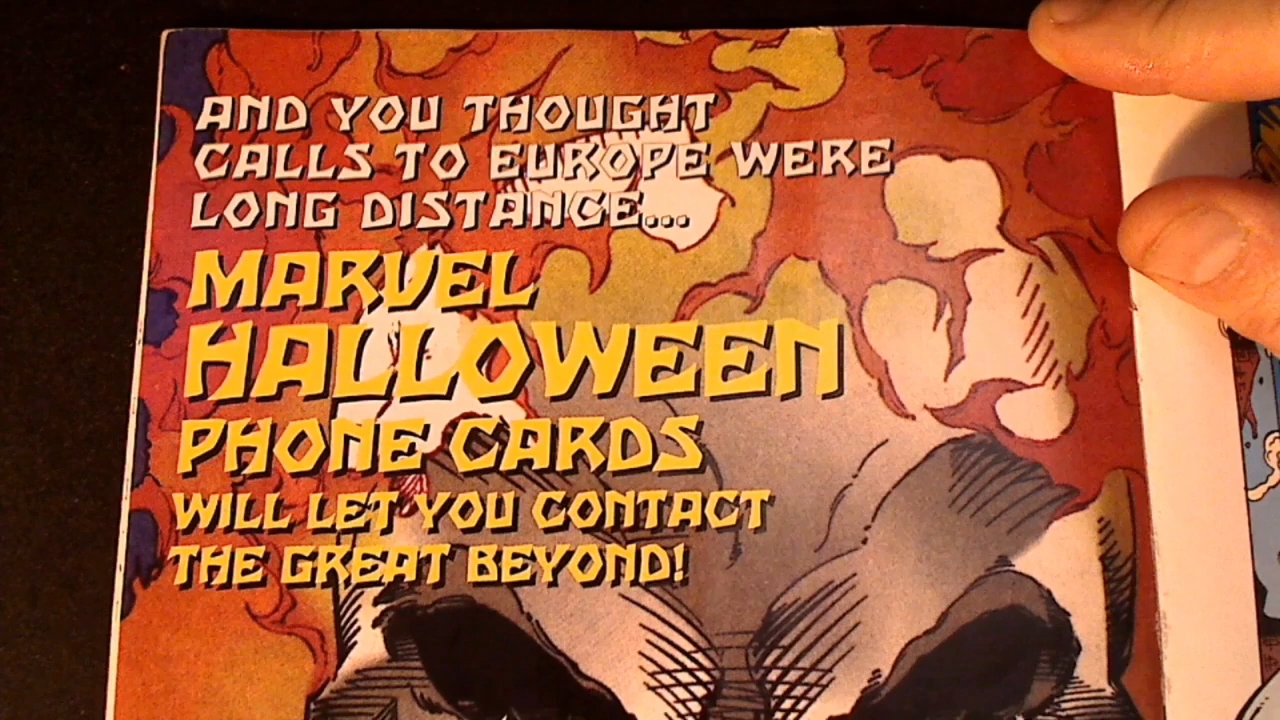 AND YOU THOUGHT
CALLS TO EUROPE WERE
LONG DISTANCE...
MARVEL
HALLOWEEN
PHONE CARDS
WILL LET YOU CONTACT
THE GREAT BEYOND!